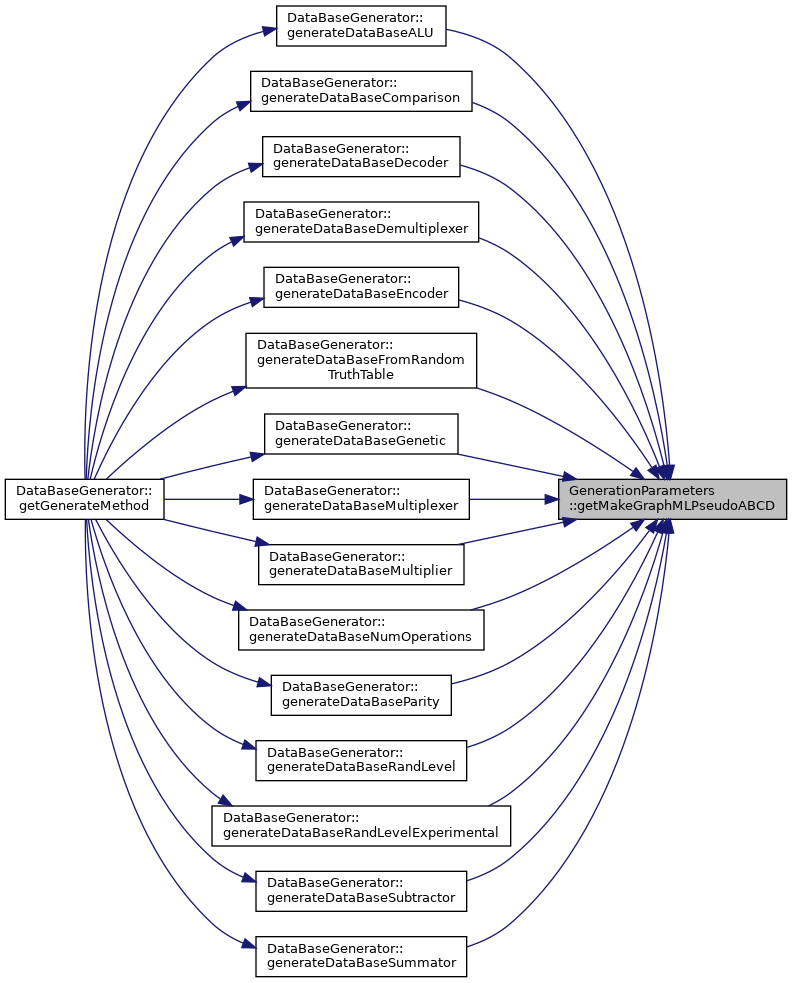 DataBaseGenerator::
generateDataBaseALU
DataBaseGenerator::
generateDataBaseComparison
DataBaseGenerator::
generateDataBaseDecoder
DataBaseGenerator::
generateDataBaseDemultiplexer
DataBaseGenerator::
generateDataBaseEncoder
DataBaseGenerator::
generateDataBaseFromRandom
TruthTable
DataBaseGenerator::
generateDataBaseGenetic
DataBaseGenerator::
getGenerateMethod
DataBaseGenerator::
generateDataBaseMultiplexer
GenerationParameters
::getMakeGraphMLPseudoABCD
DataBaseGenerator::
generateDataBaseMultiplier
DataBaseGenerator::
generateDataBaseNumOperations
DataBaseGenerator::
generateDataBaseParity
DataBaseGenerator::
generateDataBaseRandLevel
DataBaseGenerator::
generateDataBaseRandLevelExperimental
DataBaseGenerator::
generateDataBaseSubtractor
DataBaseGenerator::
generateDataBaseSummator